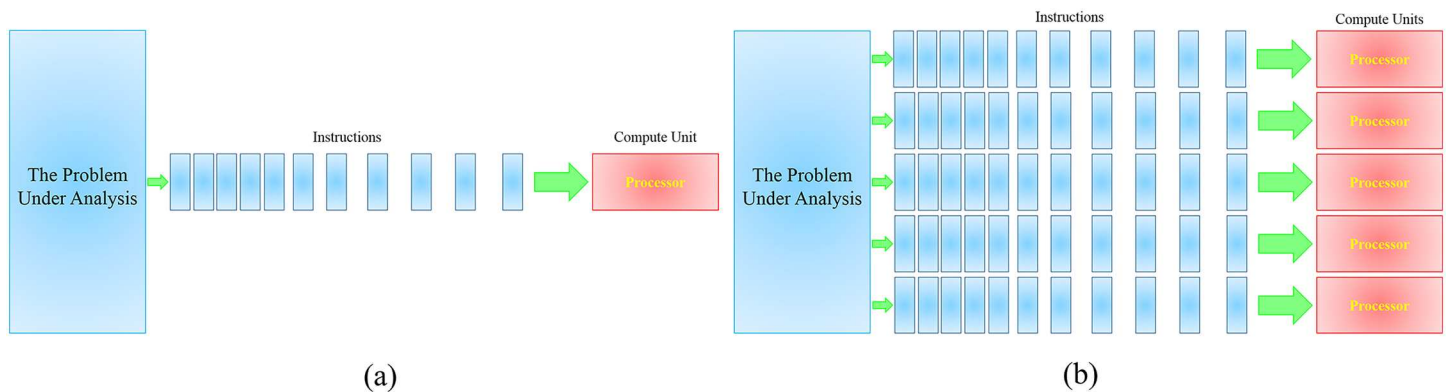 The Problem
Under Analysis
Instructions
Compute Unit
Processor
(a)
The Problem
Under Analysis
Instructions
Compute Units
Processor
Processor
Processor
Processor
Processor
(b)